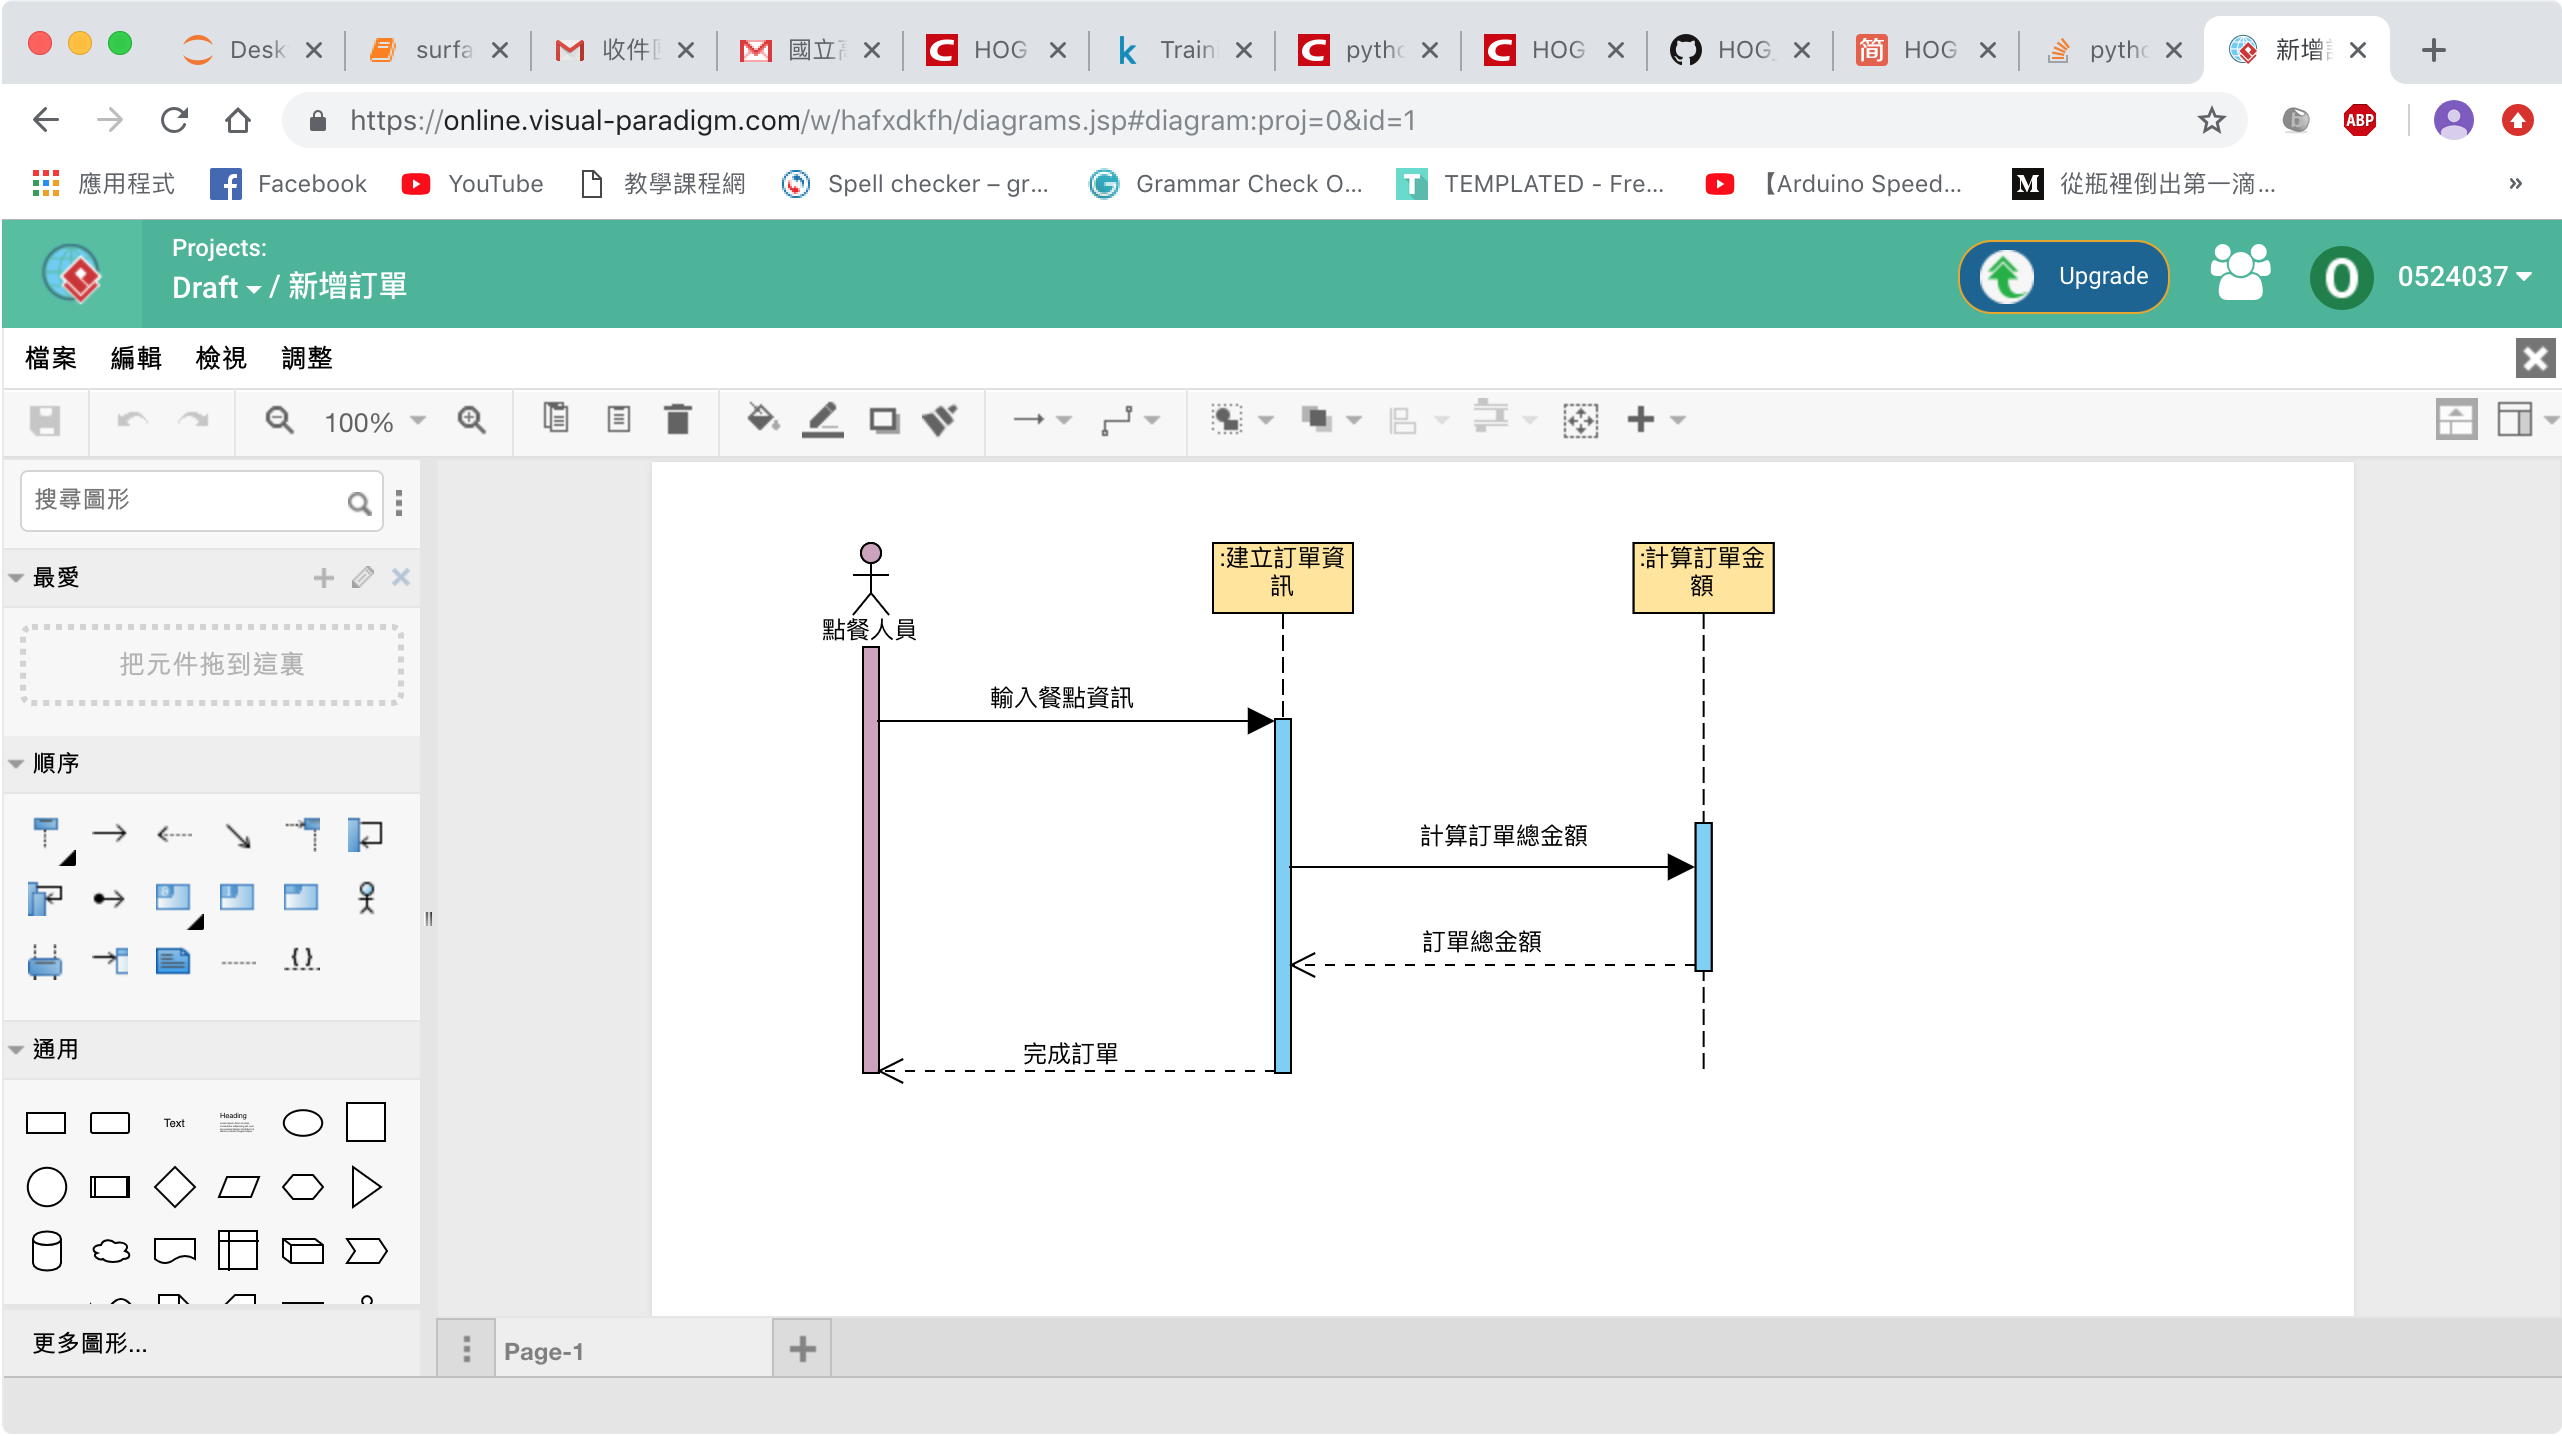 Desk
surfa
收件
國立
HOG
Traini
pytho
HOG
HOG_
HOG
pytho
新增
https://online.visual-paradigm.com/w/hafxdkfh/diagrams.jsp#diagram:proj=0&id=1
ABP
應用程式
Facebook
YouTube
教學課程網
Spell checker – gr...
Grammar Check O...
TEMPLATED - Fre...
【Arduino Speed...
從瓶裡倒出第一滴...
»
Projects:
Draft / 新增訂單
Upgrade
0
0524037
檔案 編輯 檢視 調整
100%
搜尋圖形
最愛
把元件拖到這裏
順序
通用
Text
Heading
更多圖形...
點餐人員
:建立訂單資
訊
:計算訂單金
額
輸入餐點資訊
計算訂單總金額
訂單總金額
完成訂單
Page-1